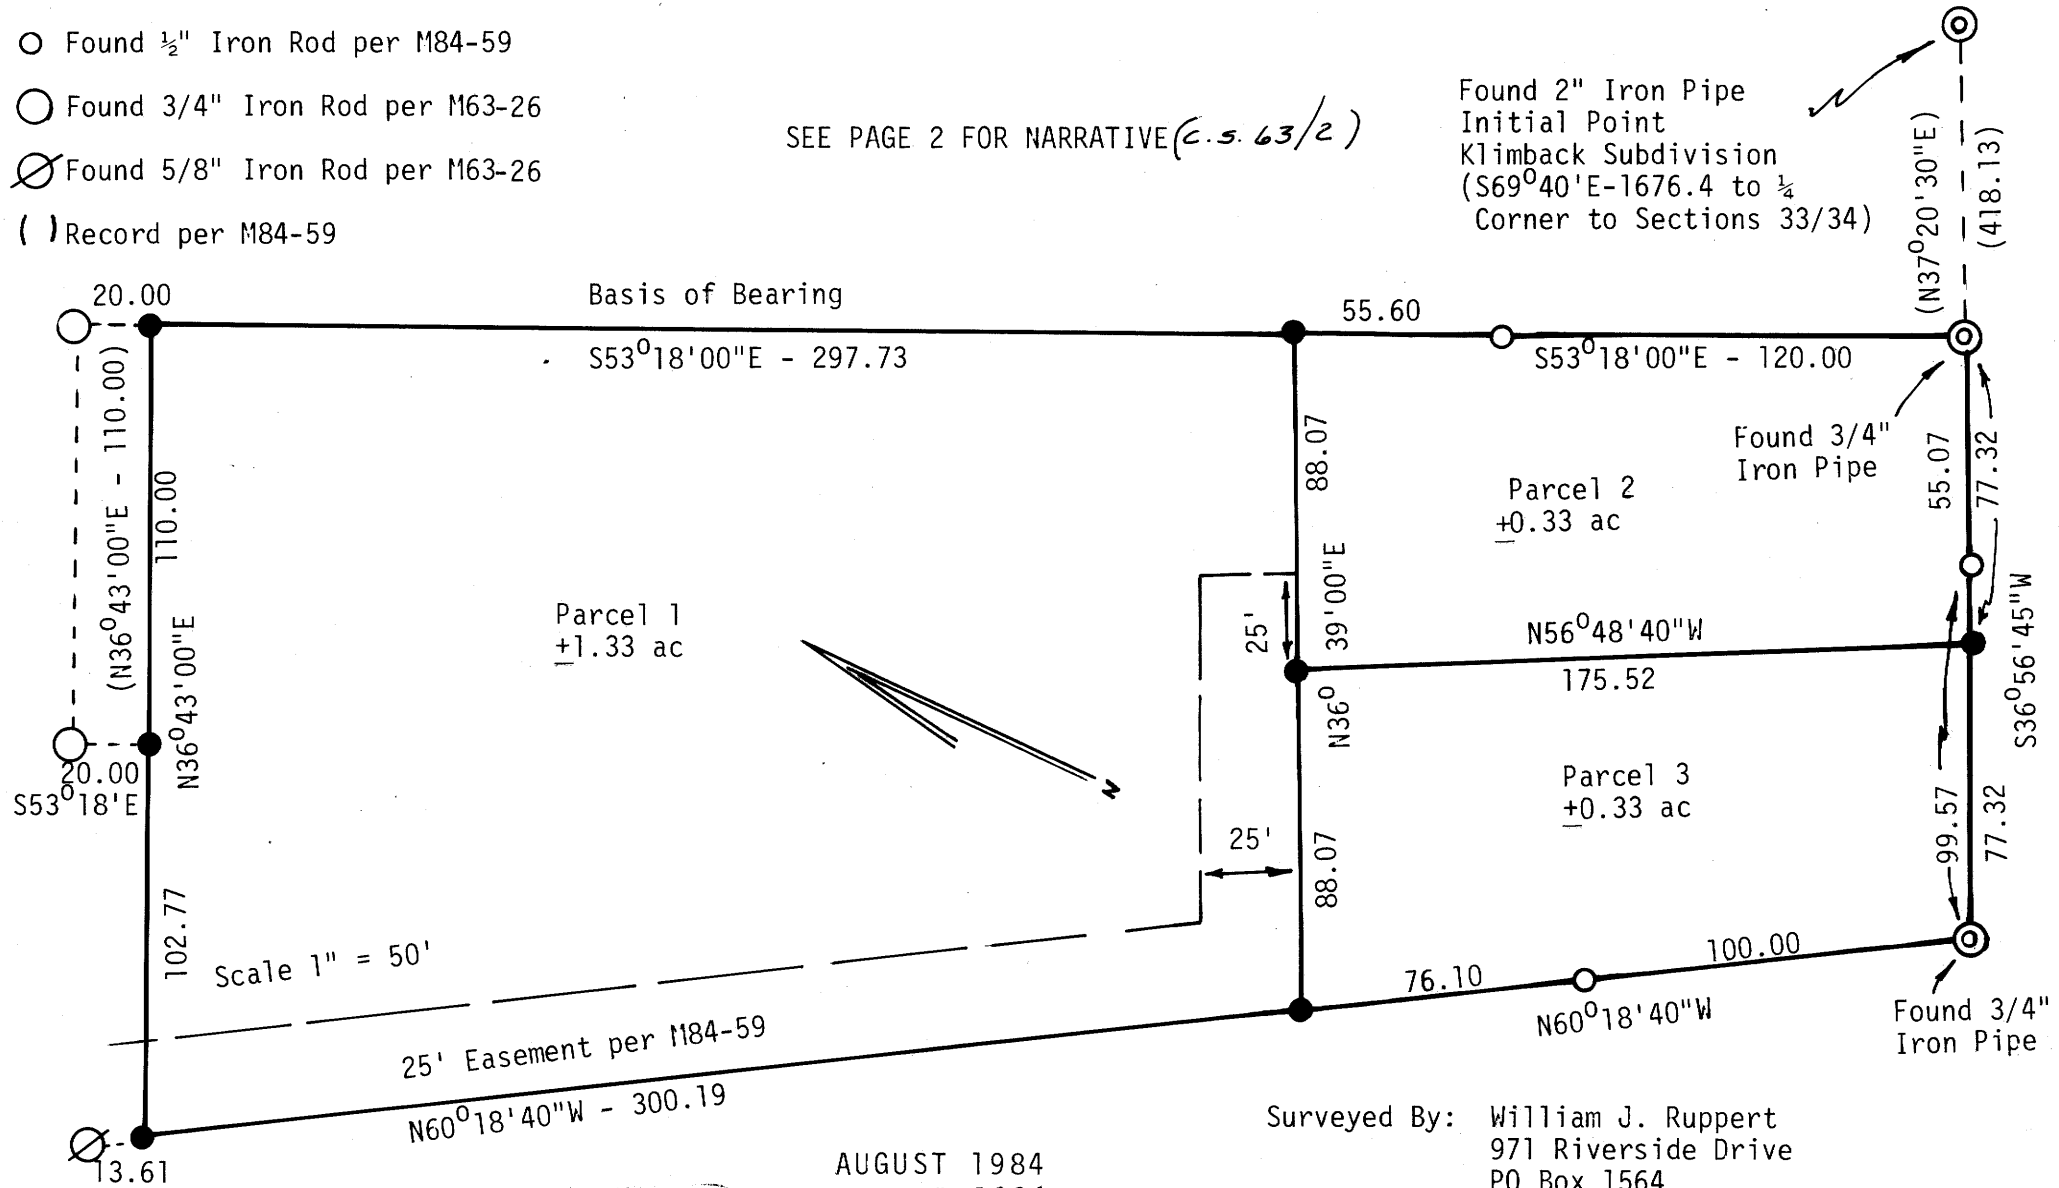 Found ½" Iron Rod per M84-59
Found 3/4" Iron Rod per M63-26
Found 5/8" Iron Rod per M63-26
( ) Record per M84-59
SEE PAGE 2 FOR NARRATIVE (C.S. 63/2)
Found 2" Iron Pipe
Initial Point
Klimback Subdivision
(S69°40'E-1676.4 to ¼
Corner to Sections 33/34)
(N37°20'30"E)
(418.13)
20.00
Basis of Bearing
S53°18'00"E - 297.73
55.60
S53°18'00"E - 120.00
(N36°43'00"E - 110.00)
110.00
N36°43'00"E
88.07
Found 3/4"
Iron Pipe
55.07
77.32
Parcel 2
±0.33 ac
Parcel 1
±1.33 ac
25'
N36°39'00"E
N56°48'40"W
175.52
S36°56'45"W
20.00
S53°18'E
N
Parcel 3
±0.33 ac
25'
88.07
99.57
77.32
102.77
Scale 1" = 50'
76.10
100.00
N60°18'40"W
Found 3/4"
Iron Pipe
25' Easement per M84-59
N60°18'40"W - 300.19
13.61
AUGUST 1984
Surveyed By: William J. Ruppert
971 Riverside Drive
PO Box 1564